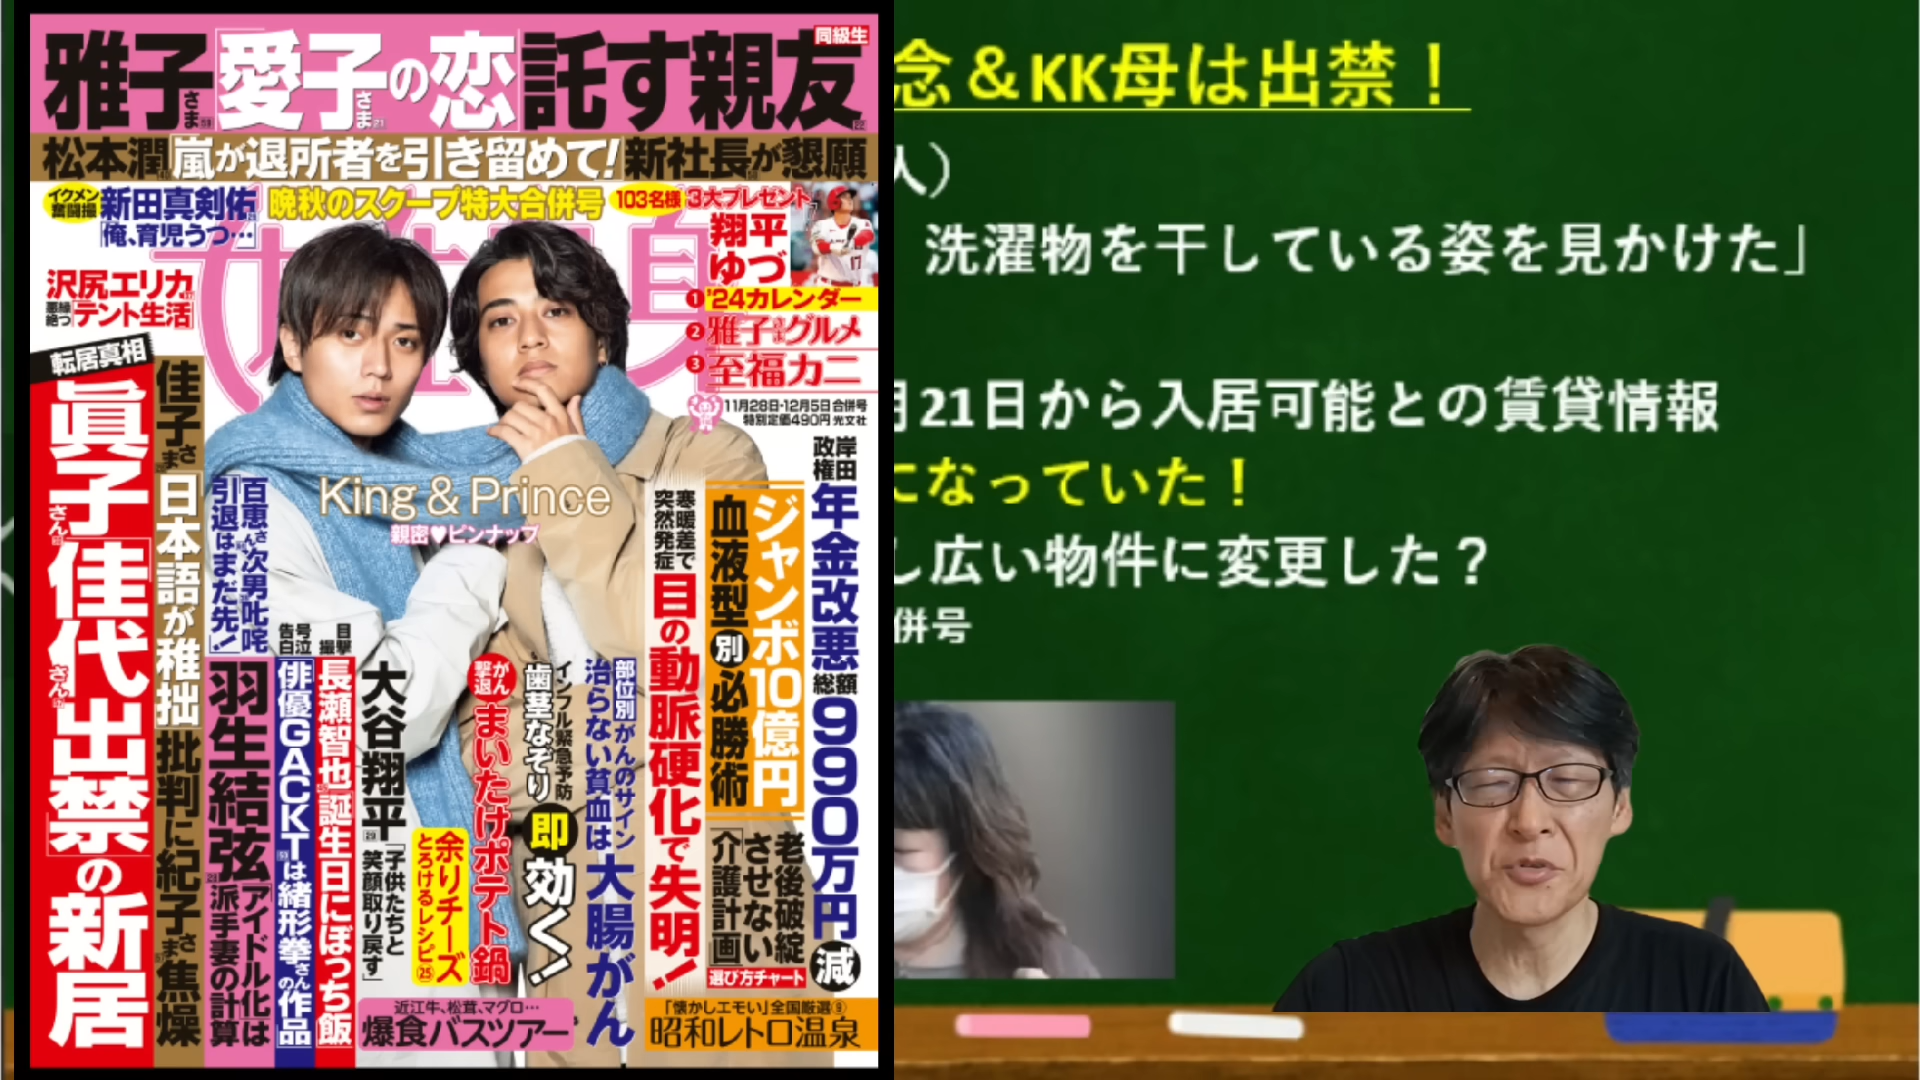 雅子さま「愛子さまの恋」託す親友
同級生
松本潤「嵐が退所者を引き留めて!」新社長が懇願
イクメン奮闘撮
新田真剣佑
「俺、育児うつ…」
晩秋のスクープ特大合併号
103名様
3大プレゼント
翔平
ゆづ
❶'24カレンダー
❷雅子さまグルメ
❸至福カニ
女性自身
沢尻エリカ
悪縁絶つ「テント生活」
11月28日・12月5日合併号
特別定価490円 光文社
転居真相
眞子さん「佳代さん出禁」の新居
佳子さま「日本語が稚拙」批判に紀子さま焦燥
百恵さん次男叱咤
「引退はまだ先!」
King & Prince
親密♥ピンナップ
羽生結弦「アイドル化は派手妻の計算」
号泣告白
俳優GACKTは緒形拳さんの作品
目撃撮
長瀬智也 誕生日にぼっち飯
大谷翔平「子供たちと笑顔取り戻す」
がん撃退
まいたけポテト鍋
余りチーズ
とろけるレシピ㉕
インフル緊急予防
歯茎なぞり即効く!
部位別がんのサイン
治らない貧血は大腸がん
寒暖差で突然発症
目の動脈硬化で失明!
ジャンボ10億円
血液型別必勝術
老後破綻させない
「介護計画」
選び方チャート
岸田政権
年金改悪総額990万円減
近江牛、松茸、マグロ…
爆食バスツアー
「懐かしエモい」全国厳選⑨
昭和レトロ温泉
念＆KK母は出禁！
人）
洗濯物を干している姿を見かけた」
月21日から入居可能との賃貸情報
になっていた！
し広い物件に変更した？
併号